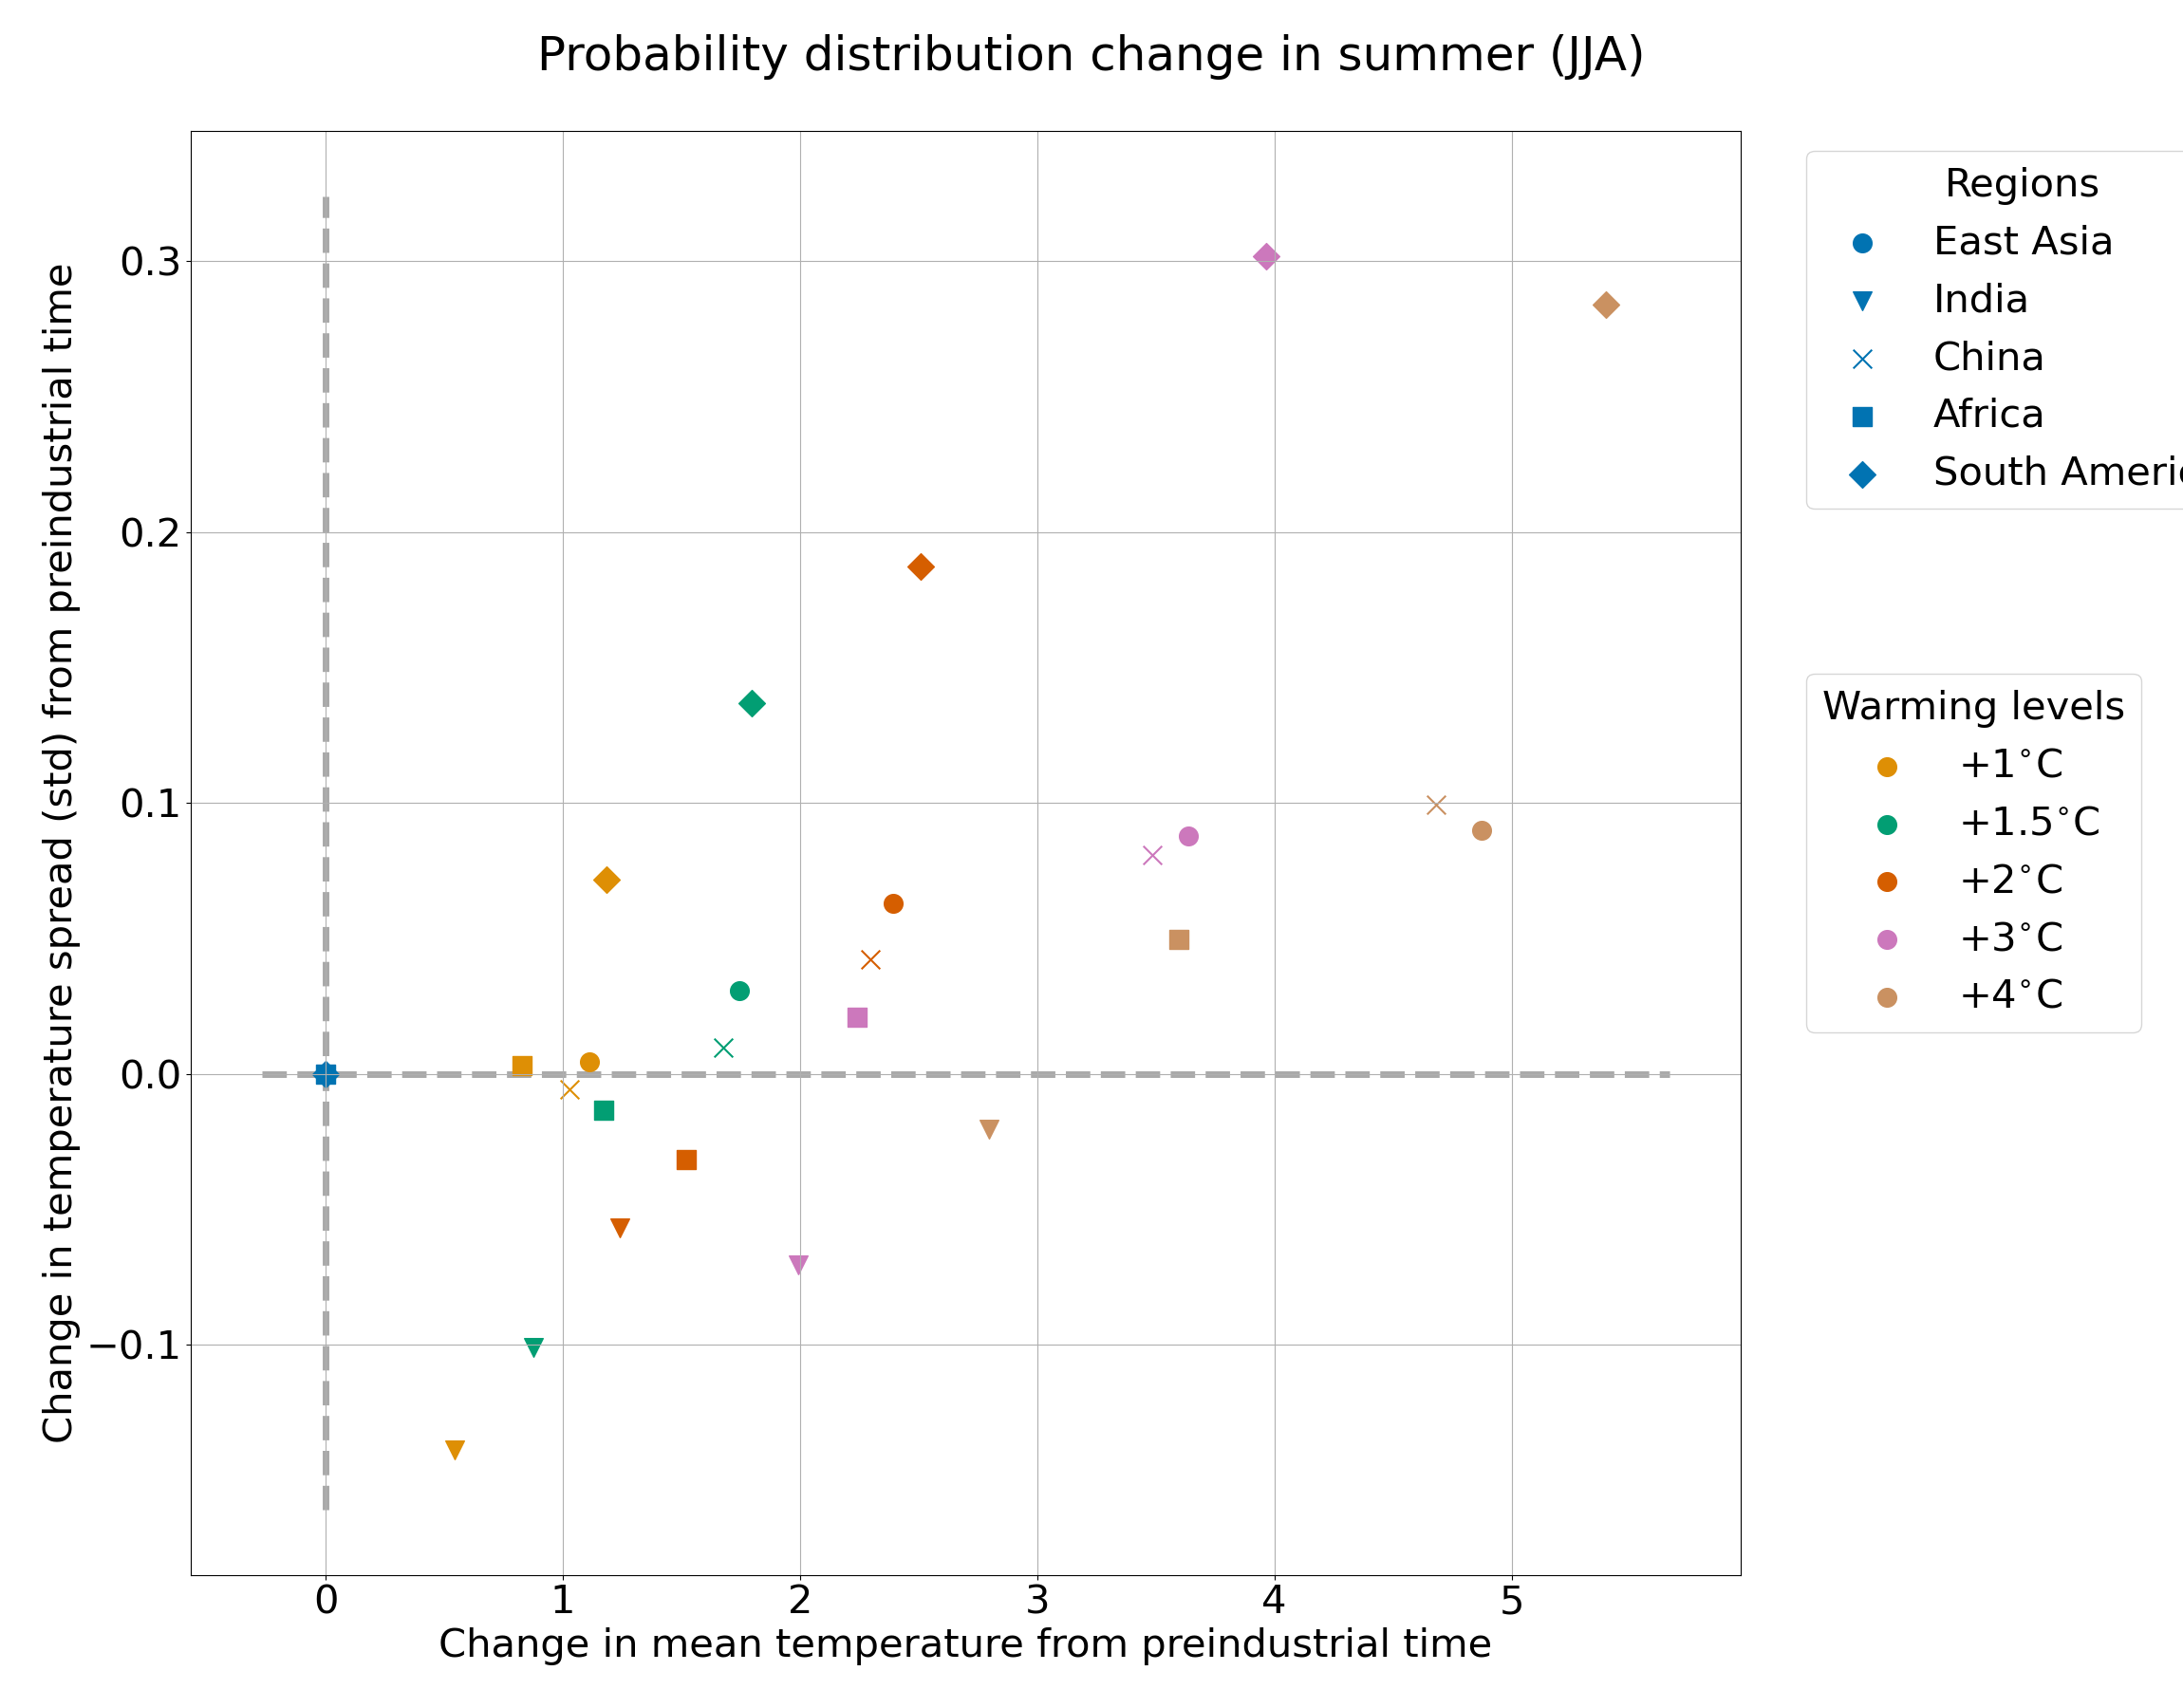 Probability distribution change in summer (JJA)
Change in temperature spread (std) from preindustrial time
0.3
0.2
0.1
0.0
−0.1
0 1 2 3 4 5
Change in mean temperature from preindustrial time
Regions
East Asia
India
China
Africa
South Ameri
Warming levels
+1°C
+1.5°C
+2°C
+3°C
+4°C